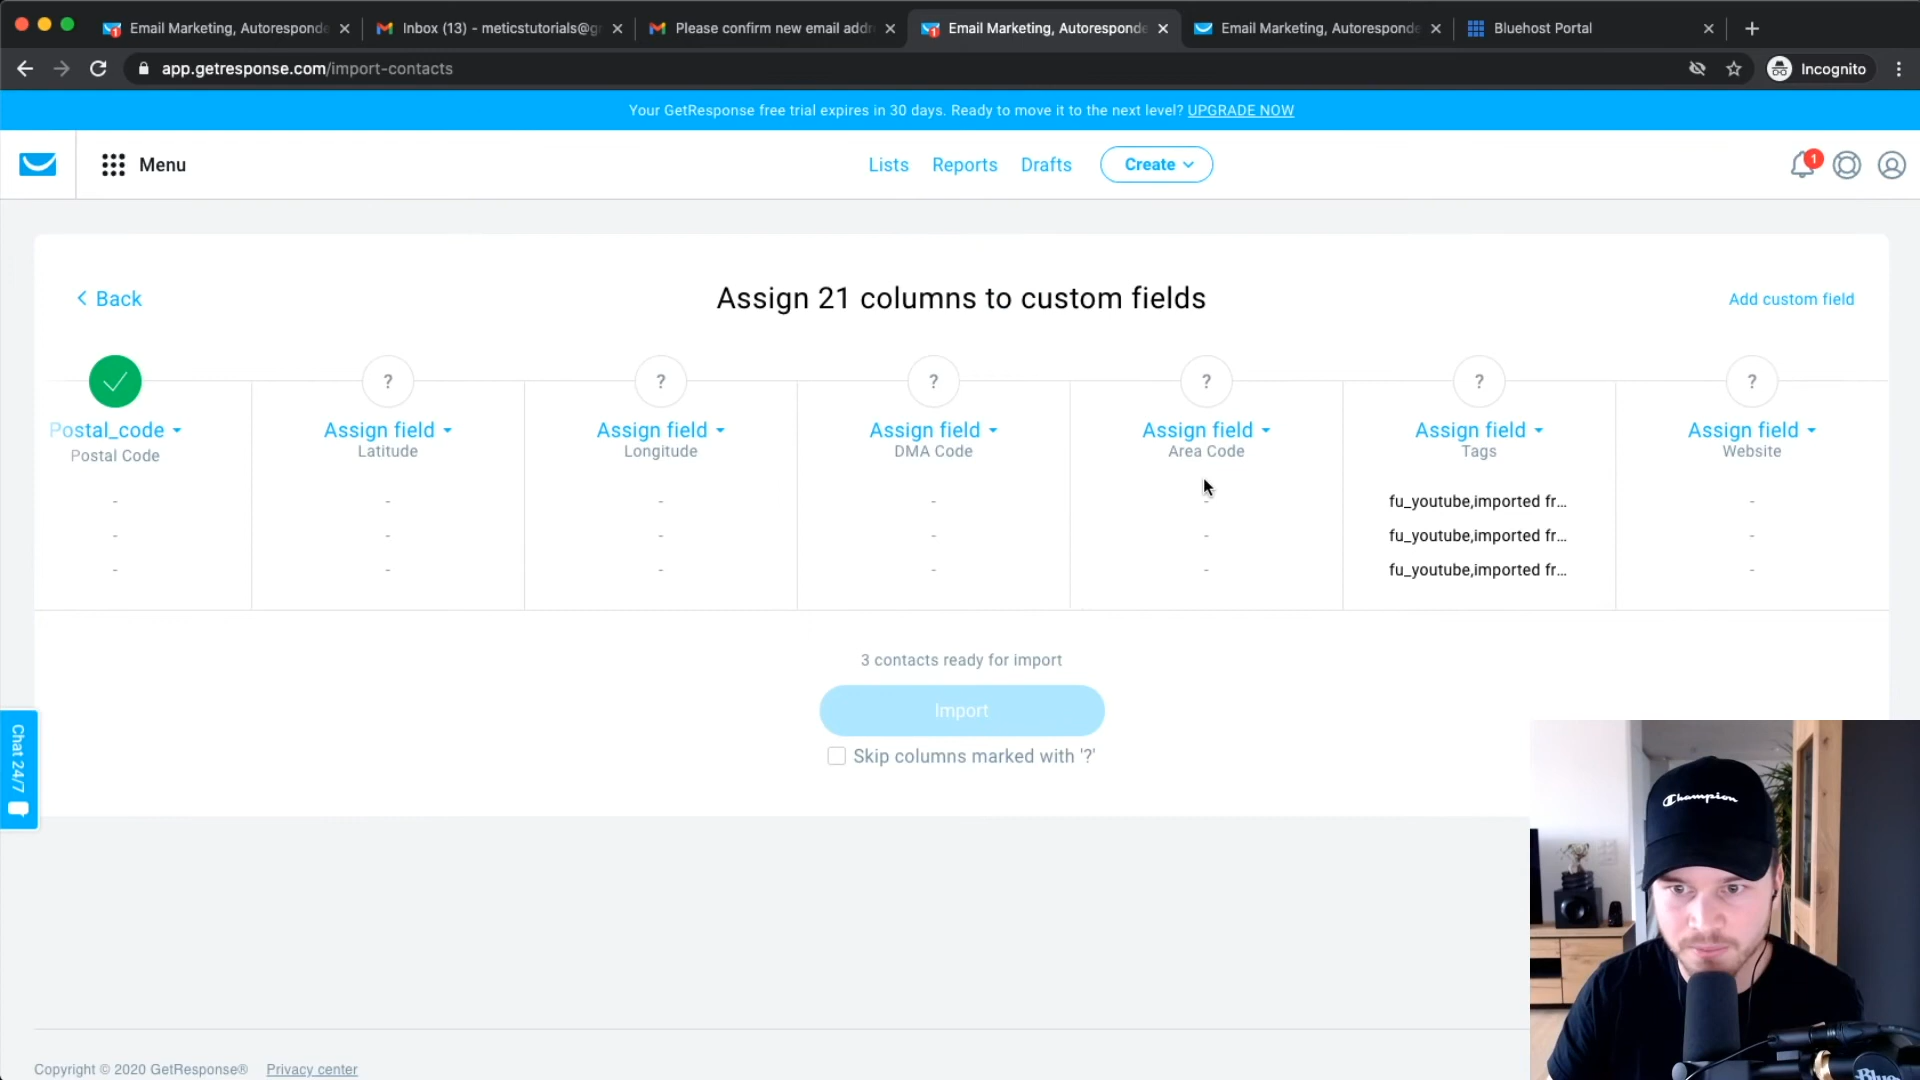 Email Marketing, Autoresponde
Inbox (13) - meticstutorials@g
Please confirm new email addr
Email Marketing, Autoresponde
Email Marketing, Autoresponde
Bluehost Portal
app.getresponse.com/import-contacts
Incognito
Your GetResponse free trial expires in 30 days. Ready to move it to the next level? UPGRADE NOW
Menu
Lists
Reports
Drafts
Create
1
Back
Assign 21 columns to custom fields
Add custom field
? ? ? ? ? ?
Postal_code
Assign field
Assign field
Assign field
Assign field
Assign field
Assign field
Postal Code
Latitude
Longitude
DMA Code
Area Code
Tags
Website
- - - - - fu_youtube,imported fr... -
- - - - - fu_youtube,imported fr... -
- - - - - fu_youtube,imported fr... -
3 contacts ready for import
Import
Skip columns marked with '?'
Chat 24/7
Champion
Blue
Copyright © 2020 GetResponse®
Privacy center